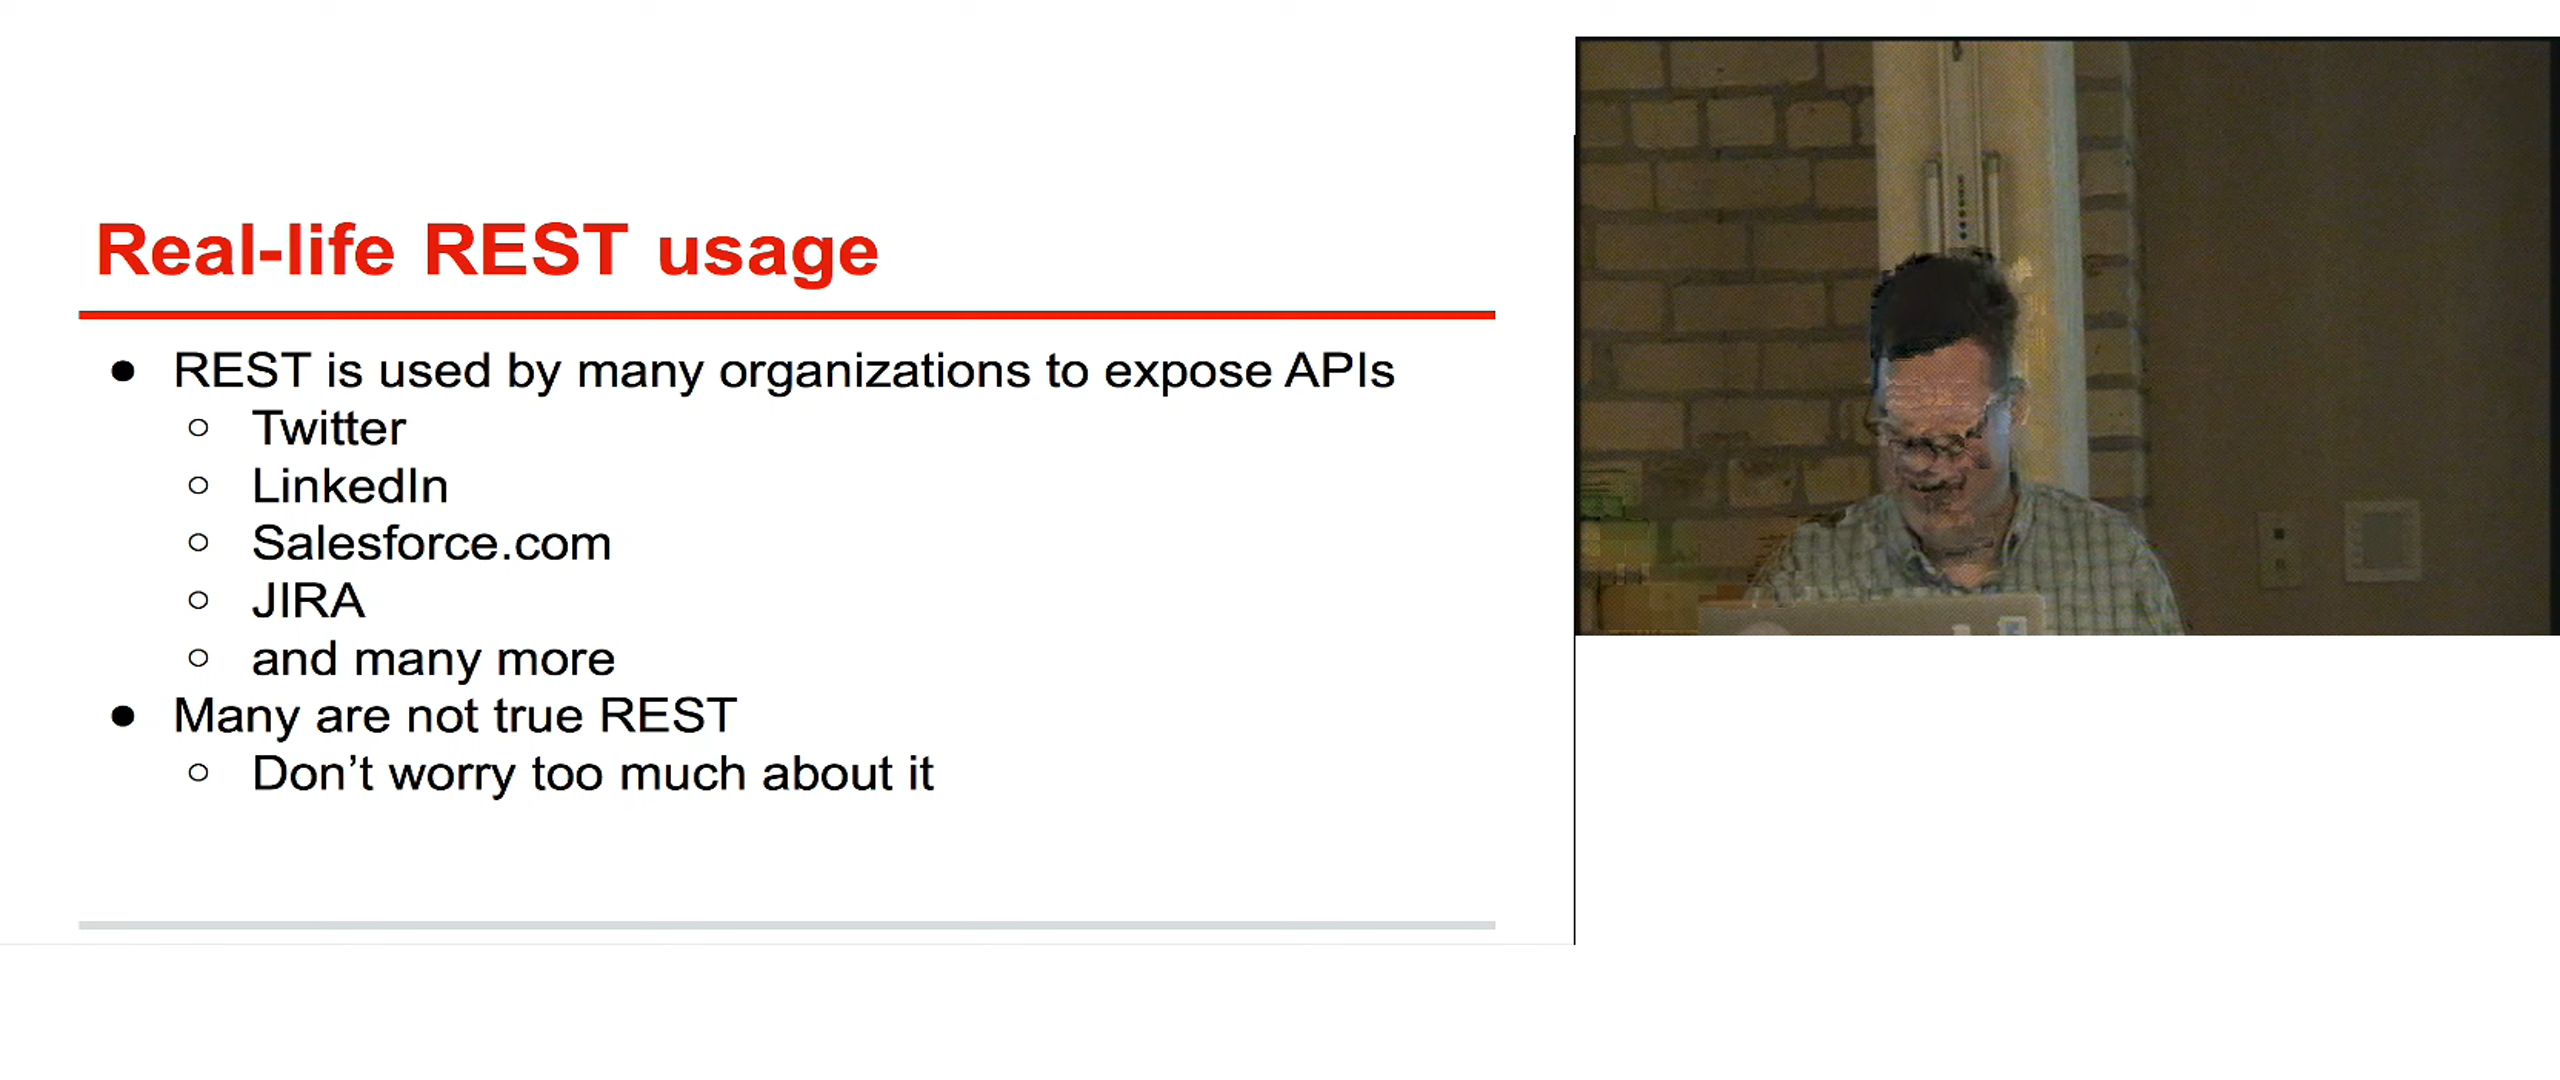 Real-life REST usage
● REST is used by many organizations to expose APIs
○ Twitter
○ LinkedIn
○ Salesforce.com
○ JIRA
○ and many more
● Many are not true REST
○ Don’t worry too much about it